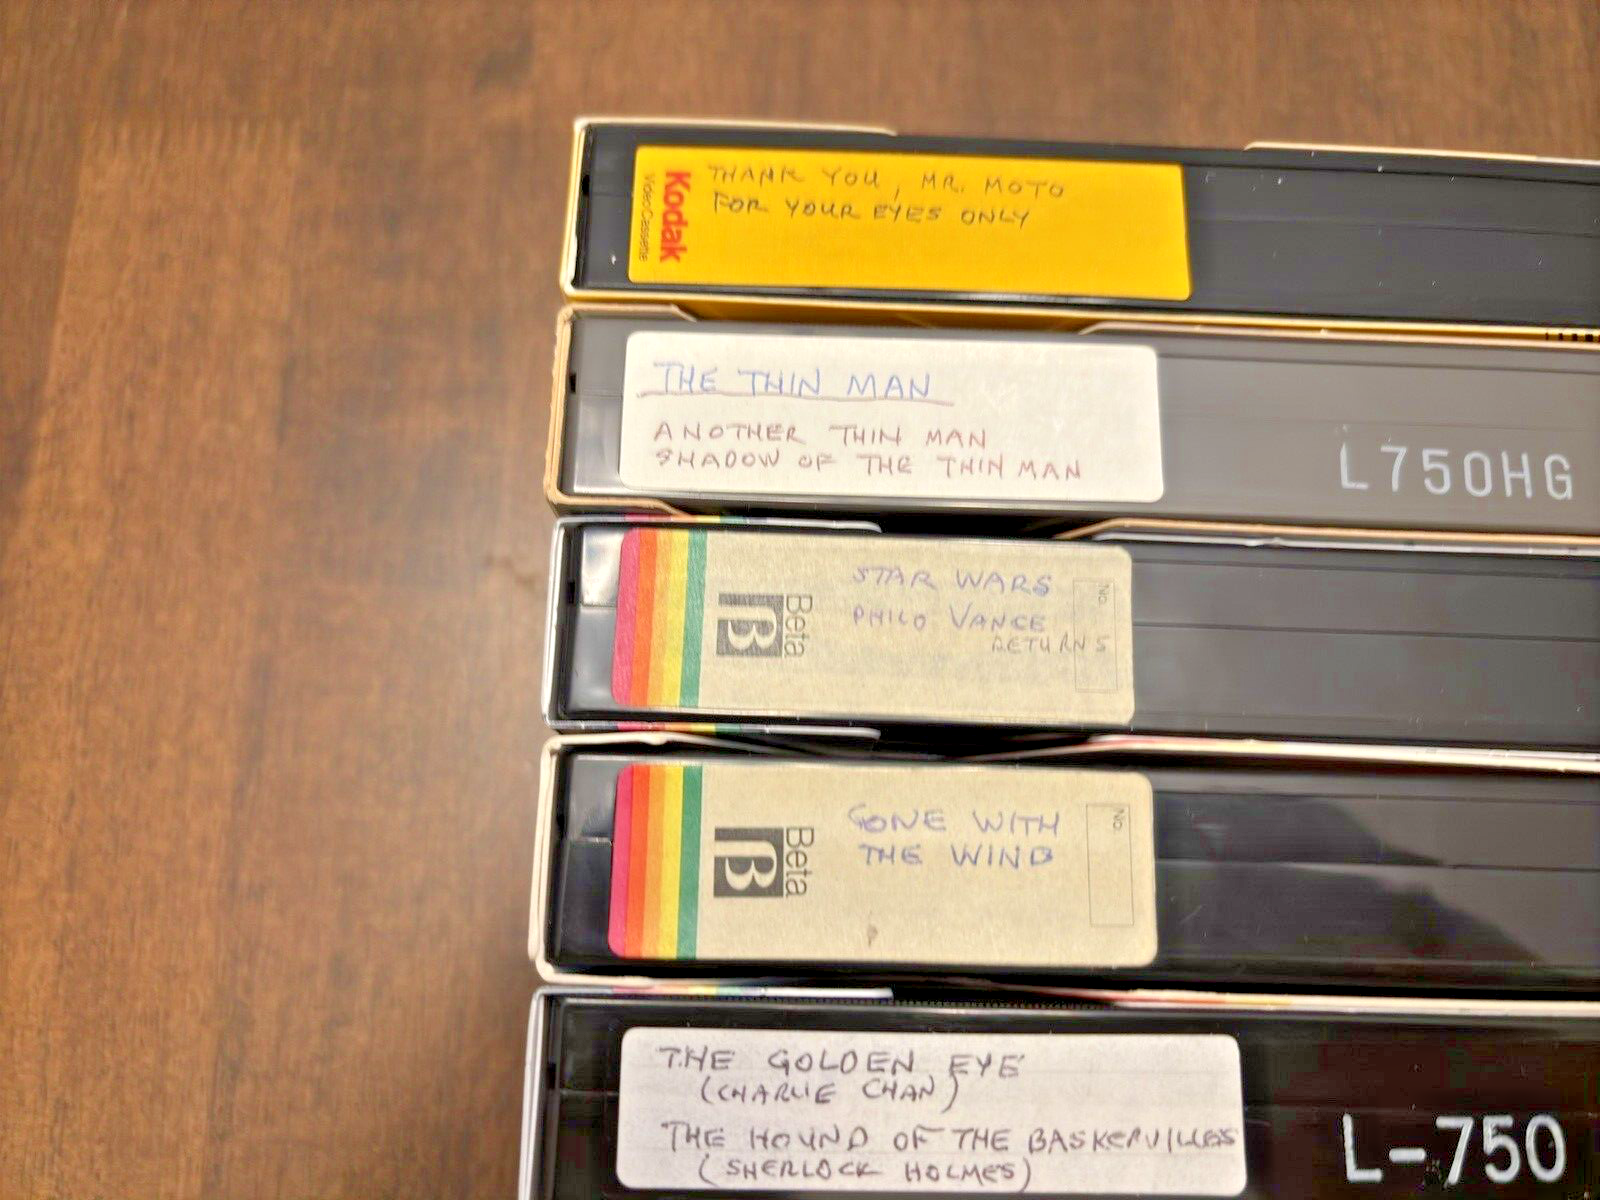 Kodak
VideoCassette
THANK YOU, MR. MOTO
FOR YOUR EYES ONLY
THE THIN MAN
ANOTHER THIN MAN
SHADOW OF THE THIN MAN
L750HG
Beta
B
STAR WARS
PHILO VANCE
RETURNS
No.
Beta
B
GONE WITH
THE WIND
No.
THE GOLDEN EYE
(CHARLIE CHAN)
THE HOUND OF THE BASKERVILLES
(SHERLOCK HOLMES)
L-750